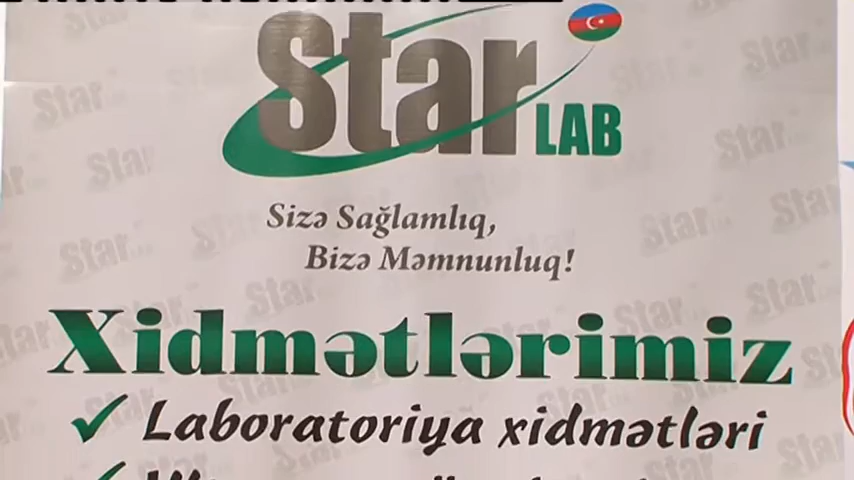 Star
LAB
Sizə Sağlamlıq,
Bizə Məmnunluq!
Xidmətlərimiz
✓ Laboratoriya xidmətləri